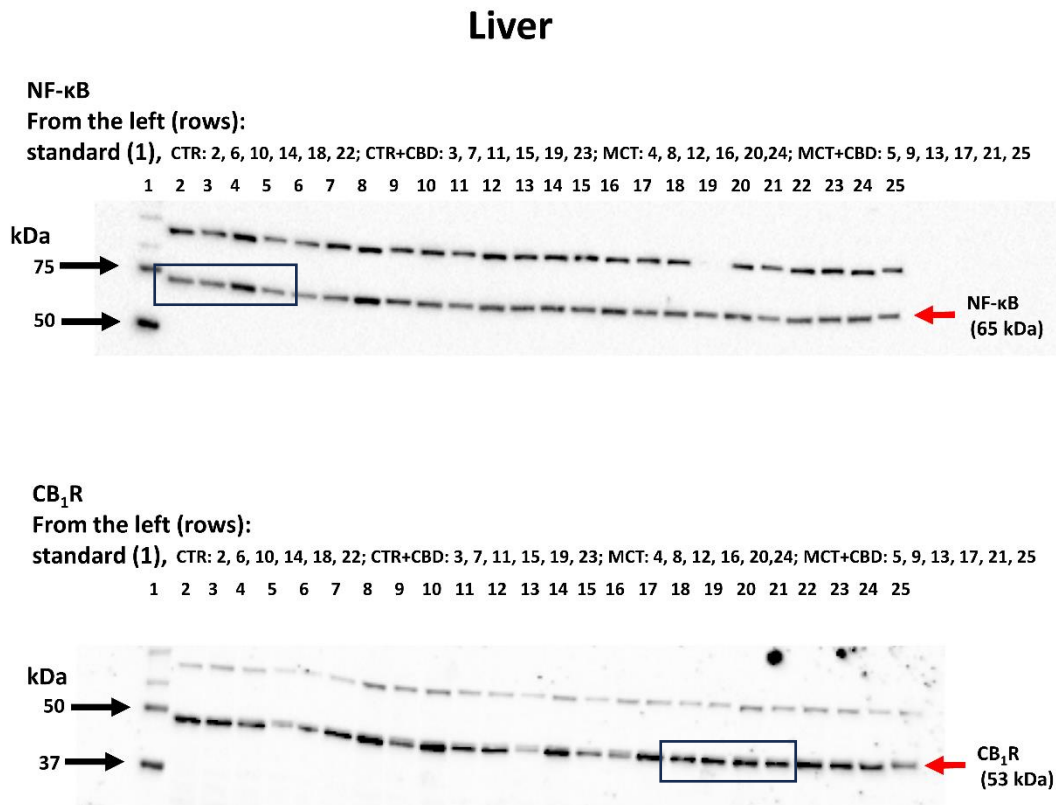 Liver
NF-κB
From the left (rows):
standard (1), CTR: 2, 6, 10, 14, 18, 22; CTR+CBD: 3, 7, 11, 15, 19, 23; MCT: 4, 8, 12, 16, 20,24; MCT+CBD: 5, 9, 13, 17, 21, 25
1 2 3 4 5 6 7 8 9 10 11 12 13 14 15 16 17 18 19 20 21 22 23 24 25
kDa
75
50
NF-κB
(65 kDa)
CB₁R
From the left (rows):
standard (1), CTR: 2, 6, 10, 14, 18, 22; CTR+CBD: 3, 7, 11, 15, 19, 23; MCT: 4, 8, 12, 16, 20,24; MCT+CBD: 5, 9, 13, 17, 21, 25
1 2 3 4 5 6 7 8 9 10 11 12 13 14 15 16 17 18 19 20 21 22 23 24 25
kDa
50
37
CB₁R
(53 kDa)